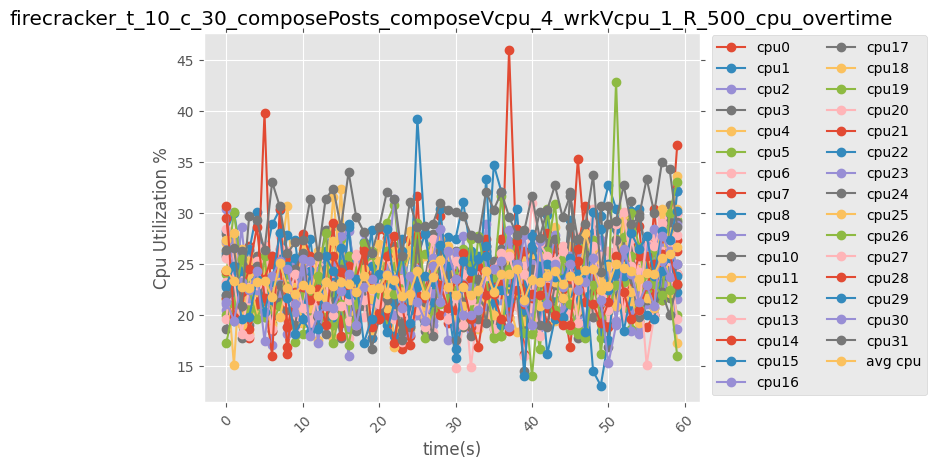 firecracker_t_10_c_30_composePosts_composeVcpu_4_wrkVcpu_1_R_500_cpu_overtime
45
40
35
30
25
20
15
Cpu Utilization %
0
10
20
30
40
50
60
time(s)
cpu0
cpu1
cpu2
cpu3
cpu4
cpu5
cpu6
cpu7
cpu8
cpu9
cpu10
cpu11
cpu12
cpu13
cpu14
cpu15
cpu16
cpu17
cpu18
cpu19
cpu20
cpu21
cpu22
cpu23
cpu24
cpu25
cpu26
cpu27
cpu28
cpu29
cpu30
cpu31
avg cpu